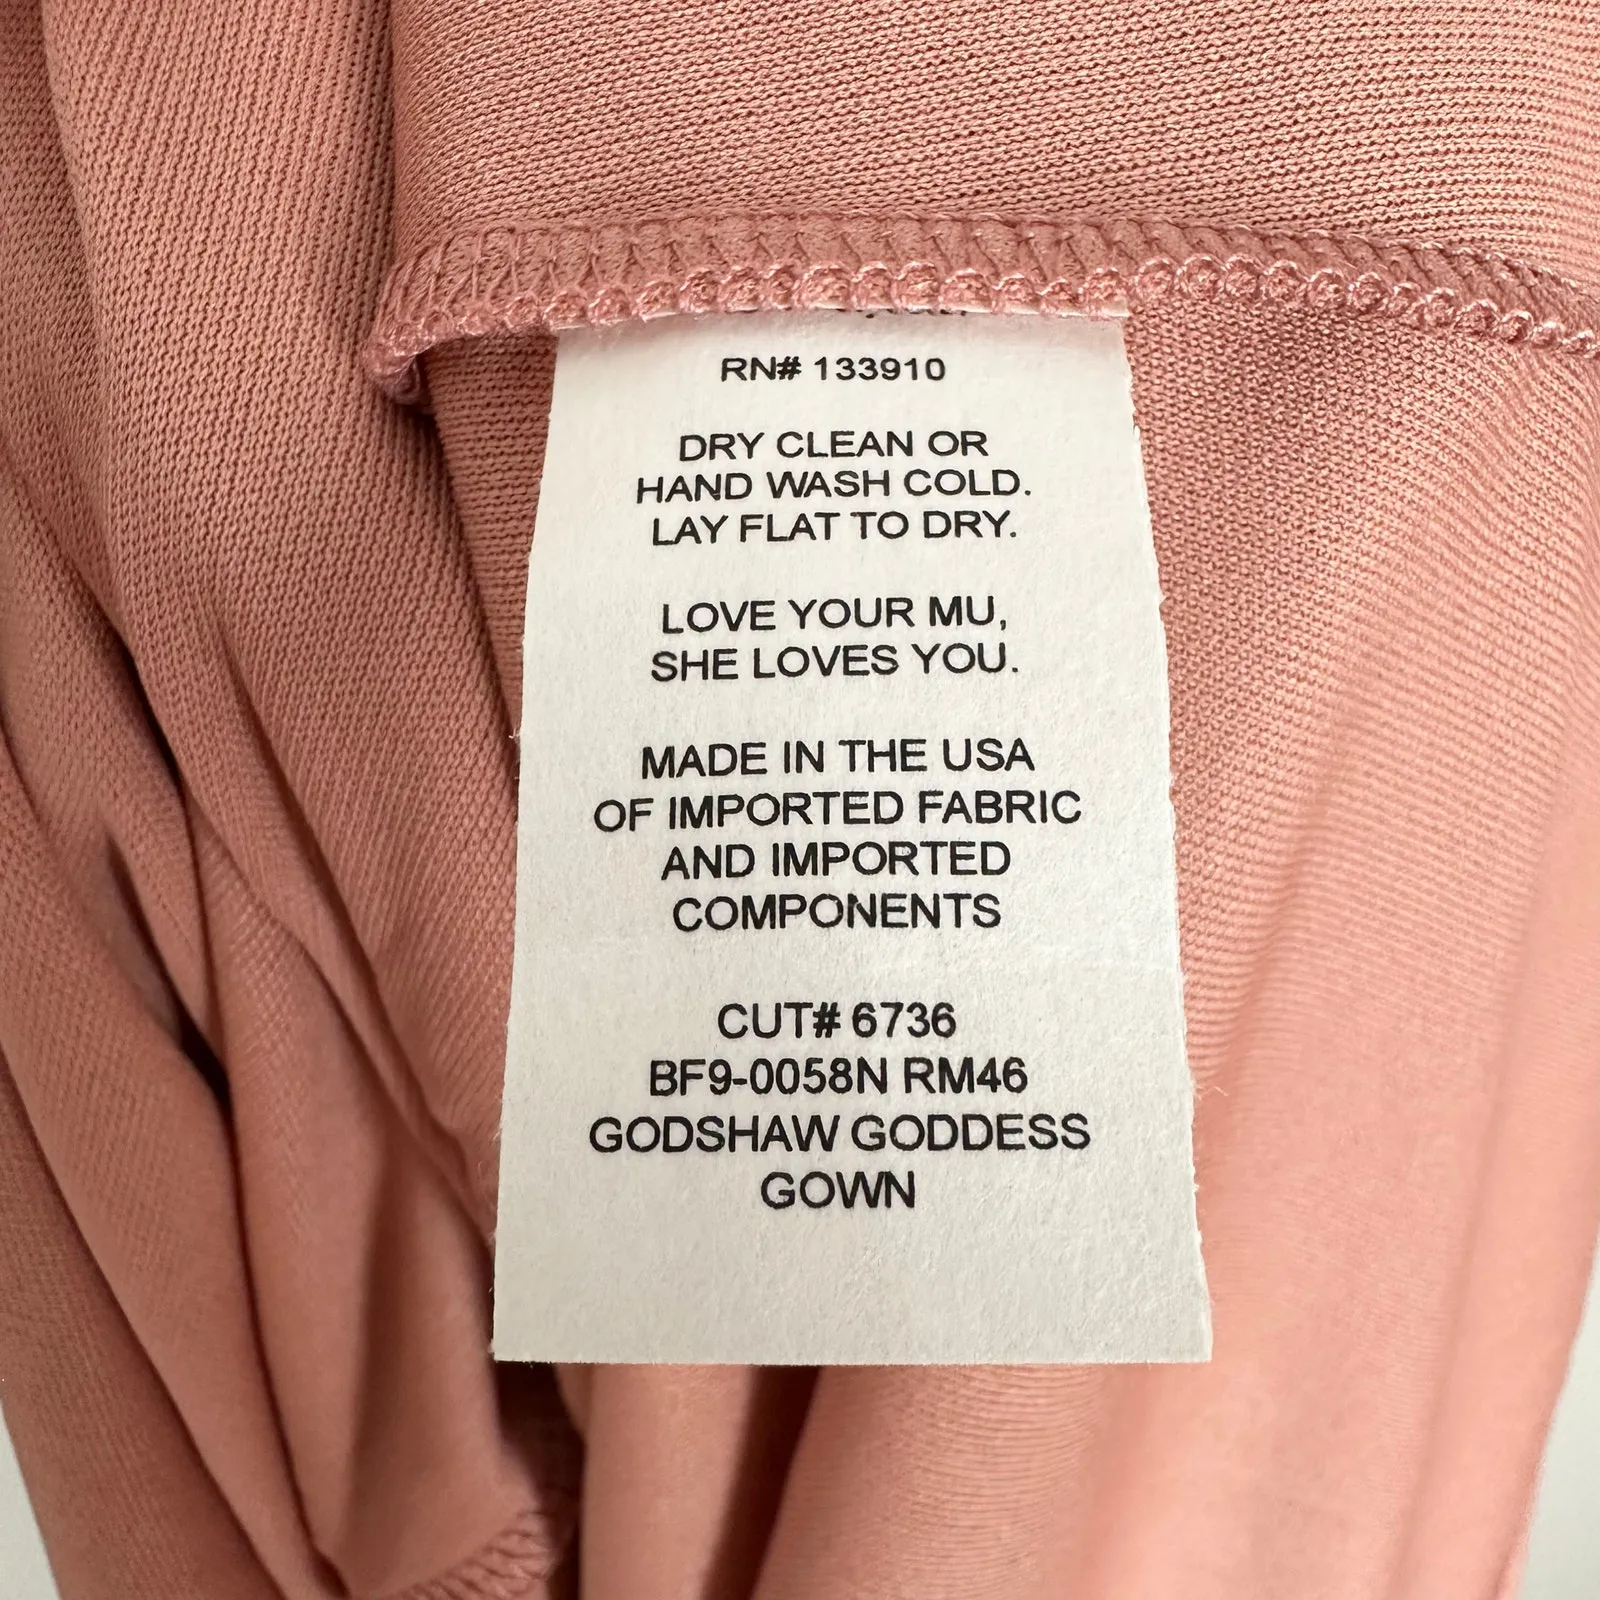 RN# 133910
DRY CLEAN OR
HAND WASH COLD.
LAY FLAT TO DRY.
LOVE YOUR MU,
SHE LOVES YOU.
MADE IN THE USA
OF IMPORTED FABRIC
AND IMPORTED
COMPONENTS
CUT# 6736
BF9-0058N RM46
GODSHAW GODDESS
GOWN